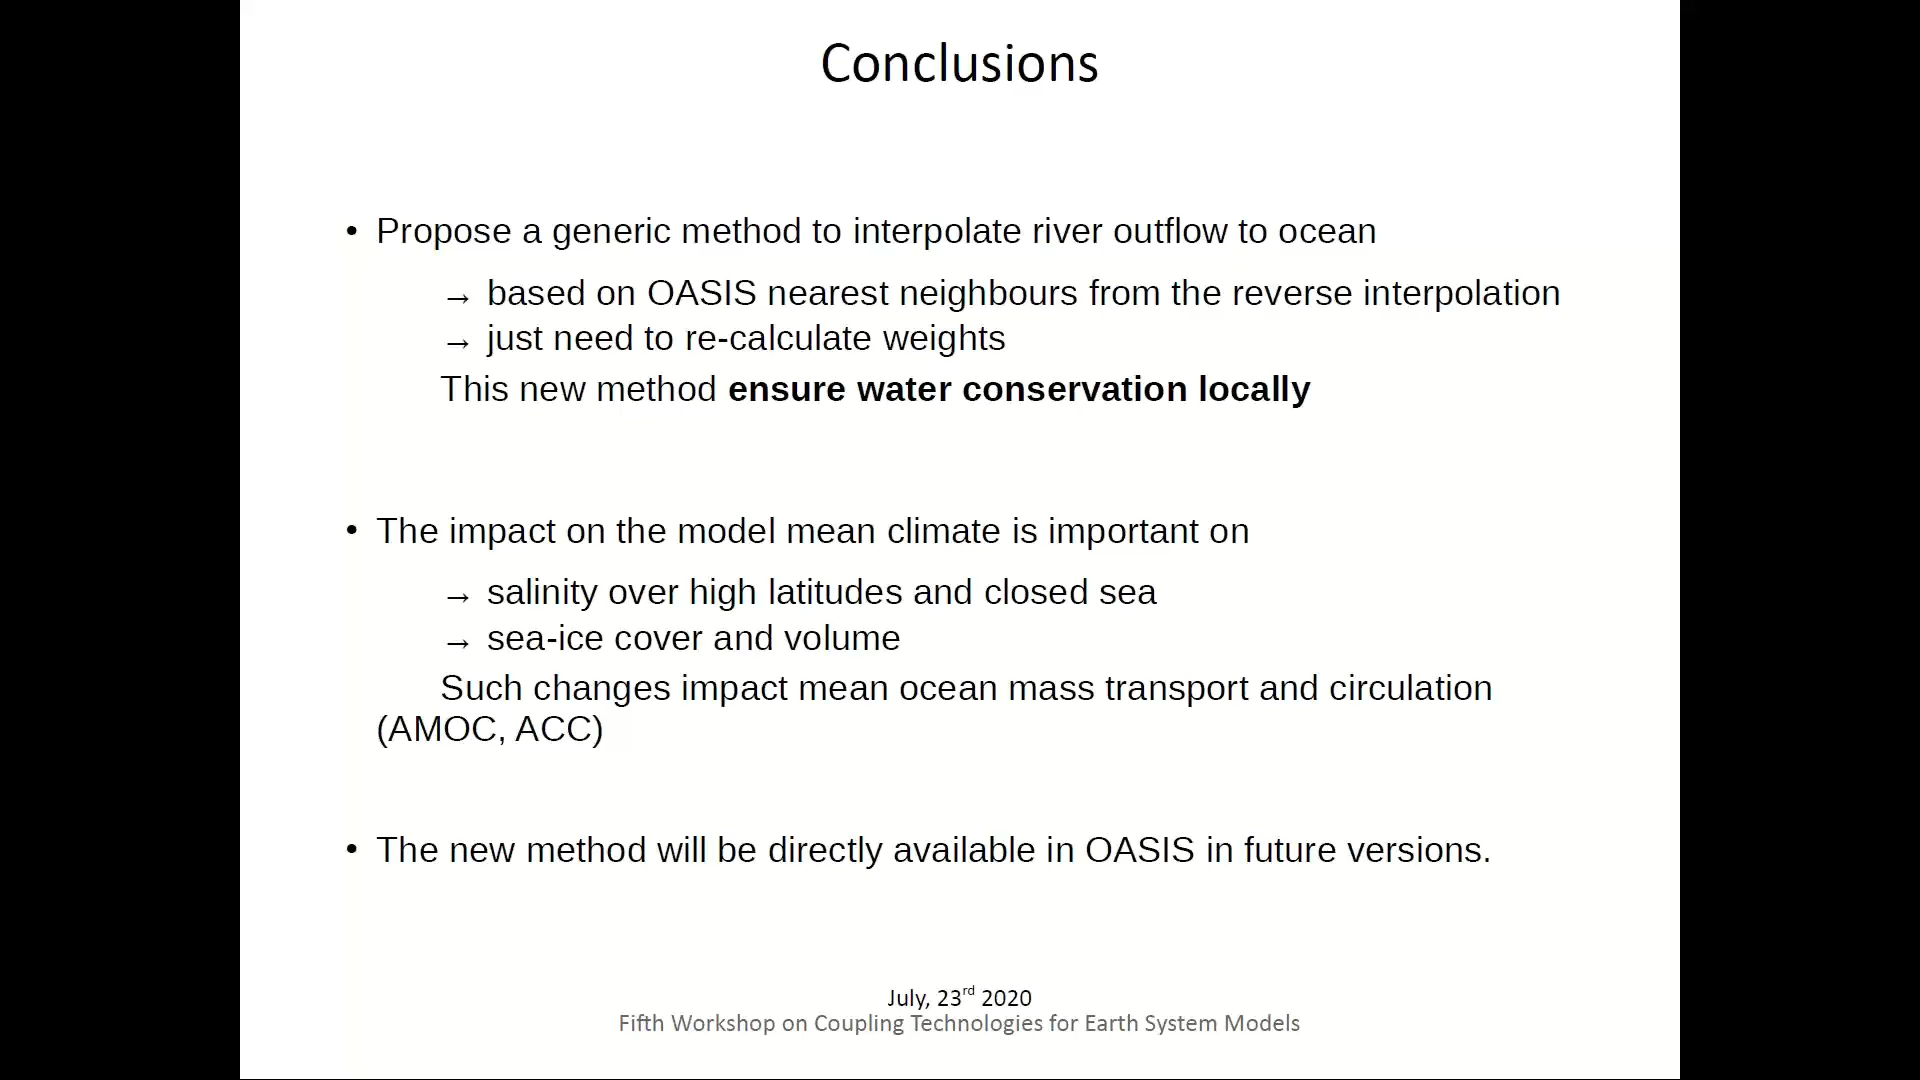 Conclusions
• Propose a generic method to interpolate river outflow to ocean
→ based on OASIS nearest neighbours from the reverse interpolation
→ just need to re-calculate weights
This new method ensure water conservation locally
• The impact on the model mean climate is important on
→ salinity over high latitudes and closed sea
→ sea-ice cover and volume
Such changes impact mean ocean mass transport and circulation
(AMOC, ACC)
• The new method will be directly available in OASIS in future versions.
July, 23rd 2020
Fifth Workshop on Coupling Technologies for Earth System Models